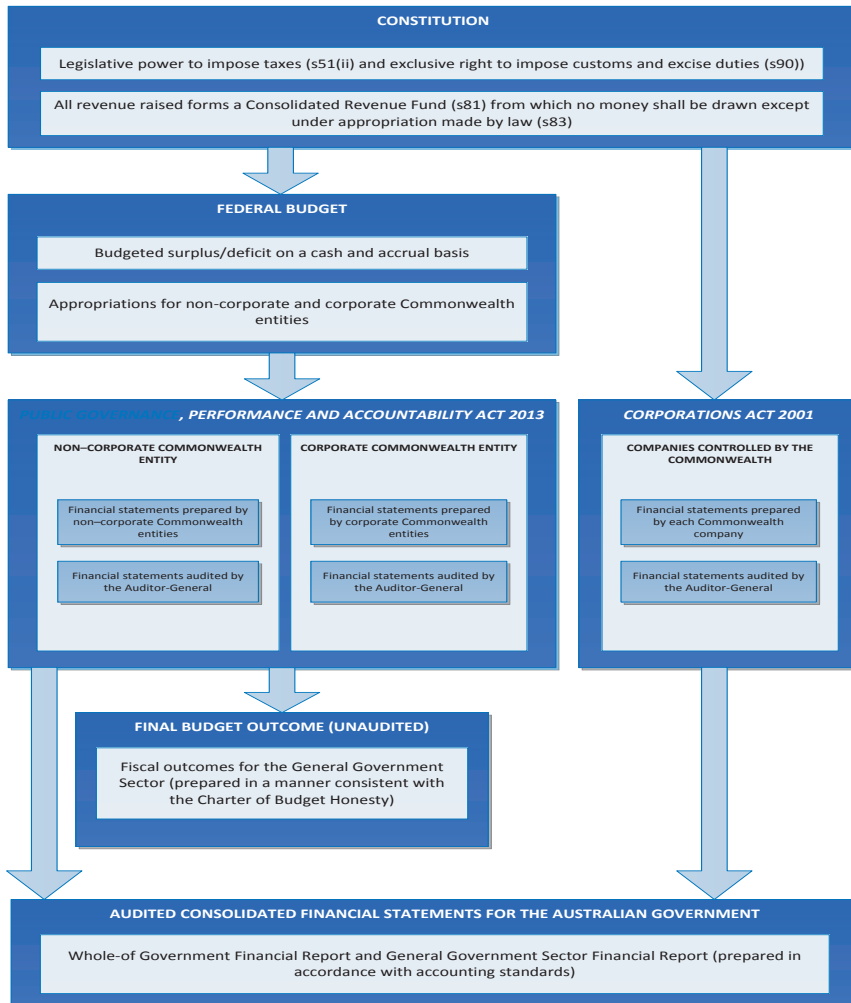 CONSTITUTION
Legislative power to impose taxes (s51(ii) and exclusive right to impose customs and excise duties (s90))
All revenue raised forms a Consolidated Revenue Fund (s81) from which no money shall be drawn except
under appropriation made by law (s83)
FEDERAL BUDGET
Budgeted surplus/deficit on a cash and accrual basis
Appropriations for non-corporate and corporate Commonwealth
entities
PUBLIC GOVERNANCE, PERFORMANCE AND ACCOUNTABILITY ACT 2013
NON–CORPORATE COMMONWEALTH
ENTITY
Financial statements prepared by
non–corporate Commonwealth
entities
Financial statements audited by
the Auditor-General
CORPORATE COMMONWEALTH ENTITY
Financial statements prepared
by corporate Commonwealth
entities
Financial statements audited by
the Auditor-General
CORPORATIONS ACT 2001
COMPANIES CONTROLLED BY THE
COMMONWEALTH
Financial statements prepared
by each Commonwealth
company
Financial statements audited by
the Auditor-General
FINAL BUDGET OUTCOME (UNAUDITED)
Fiscal outcomes for the General Government
Sector (prepared in a manner consistent with
the Charter of Budget Honesty)
AUDITED CONSOLIDATED FINANCIAL STATEMENTS FOR THE AUSTRALIAN GOVERNMENT
Whole-of Government Financial Report and General Government Sector Financial Report (prepared in
accordance with accounting standards)